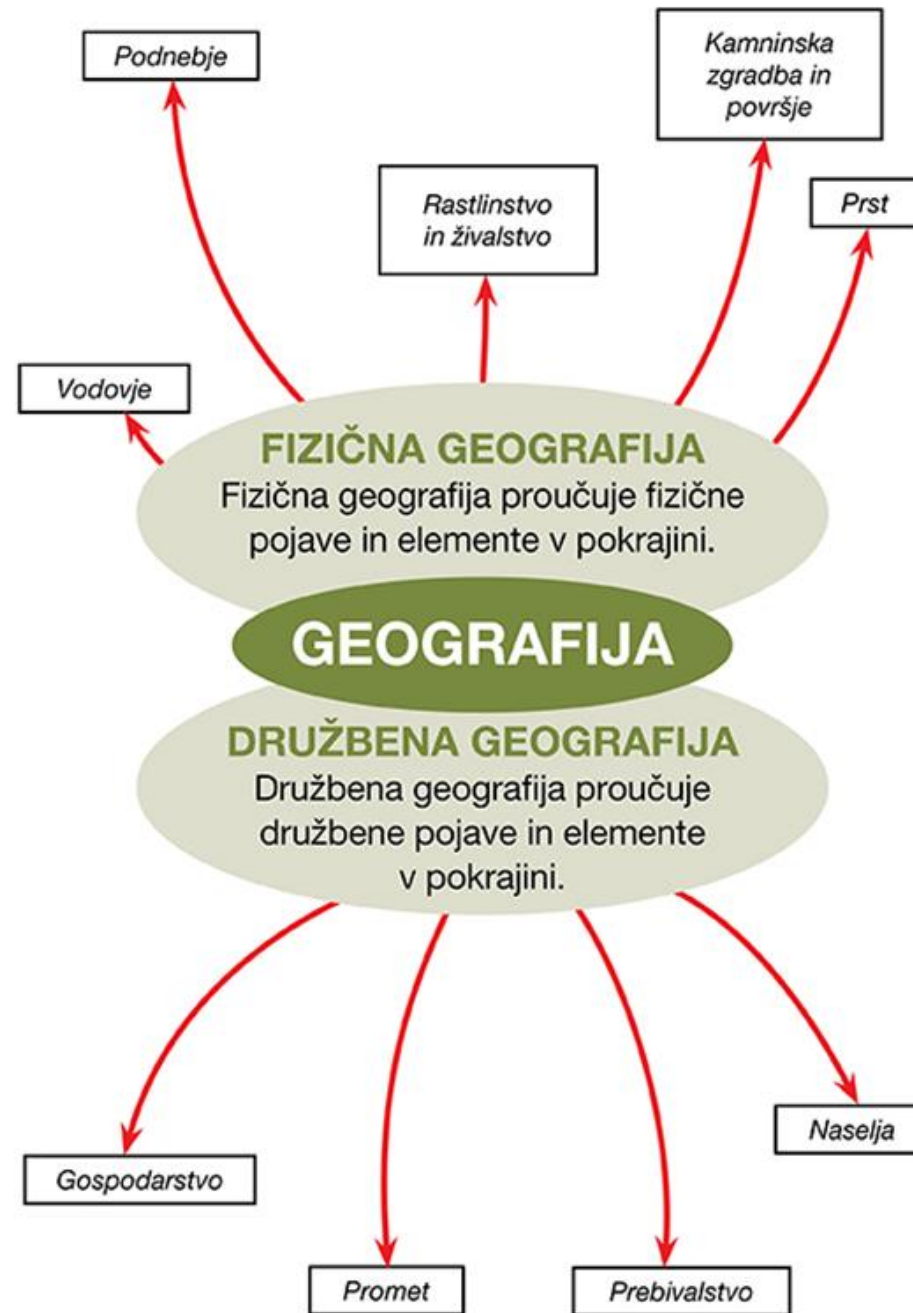 Podnebje
Kamninska
zgradba in
površje
Rastlinstvo
in živalstvo
Prst
Vodovje
FIZIČNA GEOGRAFIJA
Fizična geografija proučuje fizične
pojave in elemente v pokrajini.
GEOGRAFIJA
DRUŽBENA GEOGRAFIJA
Družbena geografija proučuje
družbene pojave in elemente
v pokrajini.
Naselja
Gospodarstvo
Promet
Prebivalstvo